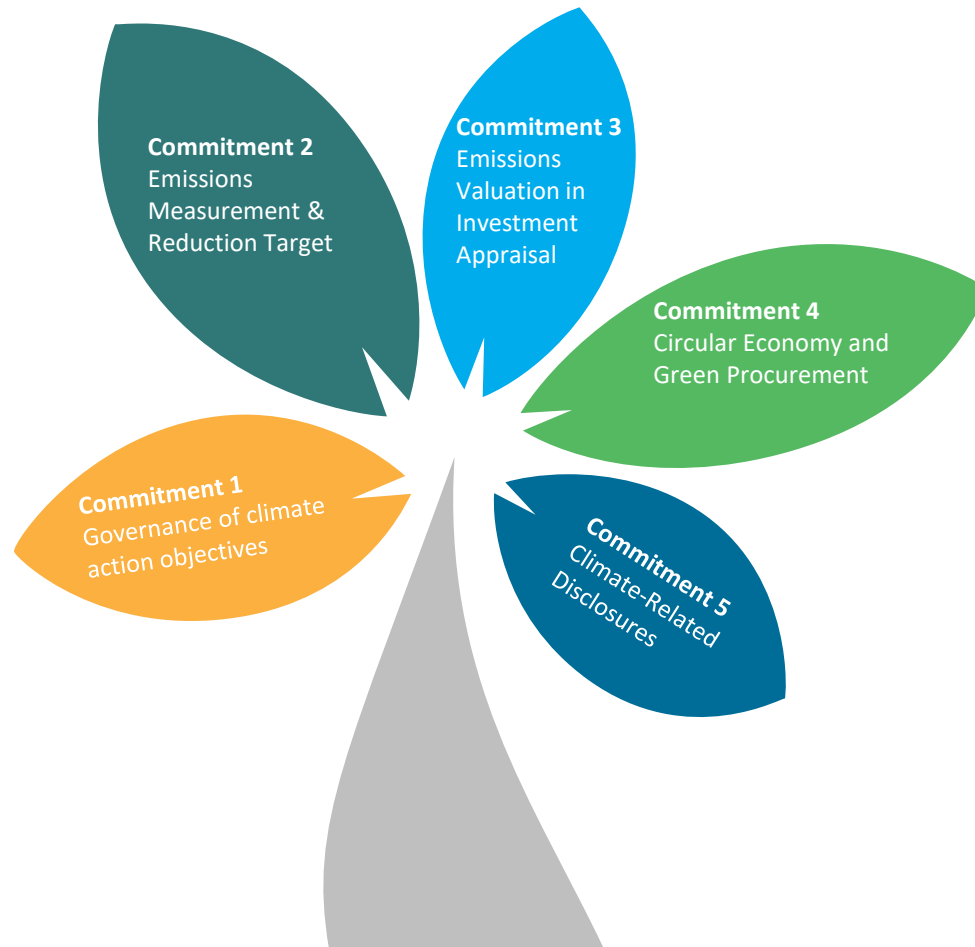 Commitment 1
Governance of climate
action objectives
Commitment 2
Emissions
Measurement &
Reduction Target
Commitment 3
Emissions
Valuation in
Investment
Appraisal
Commitment 4
Circular Economy and
Green Procurement
Commitment 5
Climate-Related
Disclosures